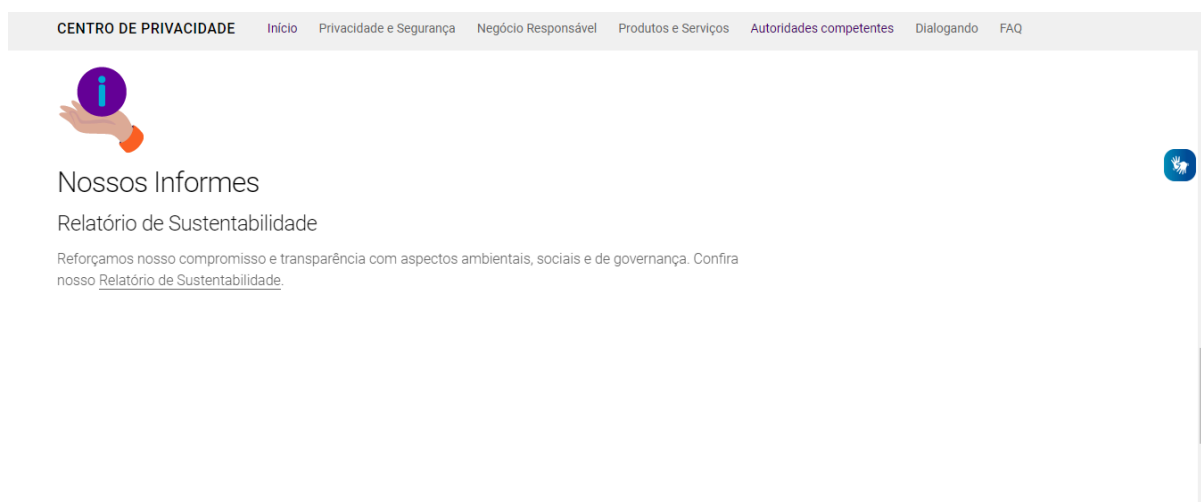 CENTRO DE PRIVACIDADE Início Privacidade e Segurança Negócio Responsável Produtos e Serviços Autoridades competentes Dialogando FAQ
i
Nossos Informes
Relatório de Sustentabilidade
Reforçamos nosso compromisso e transparência com aspectos ambientais, sociais e de governança. Confira
nosso Relatório de Sustentabilidade.